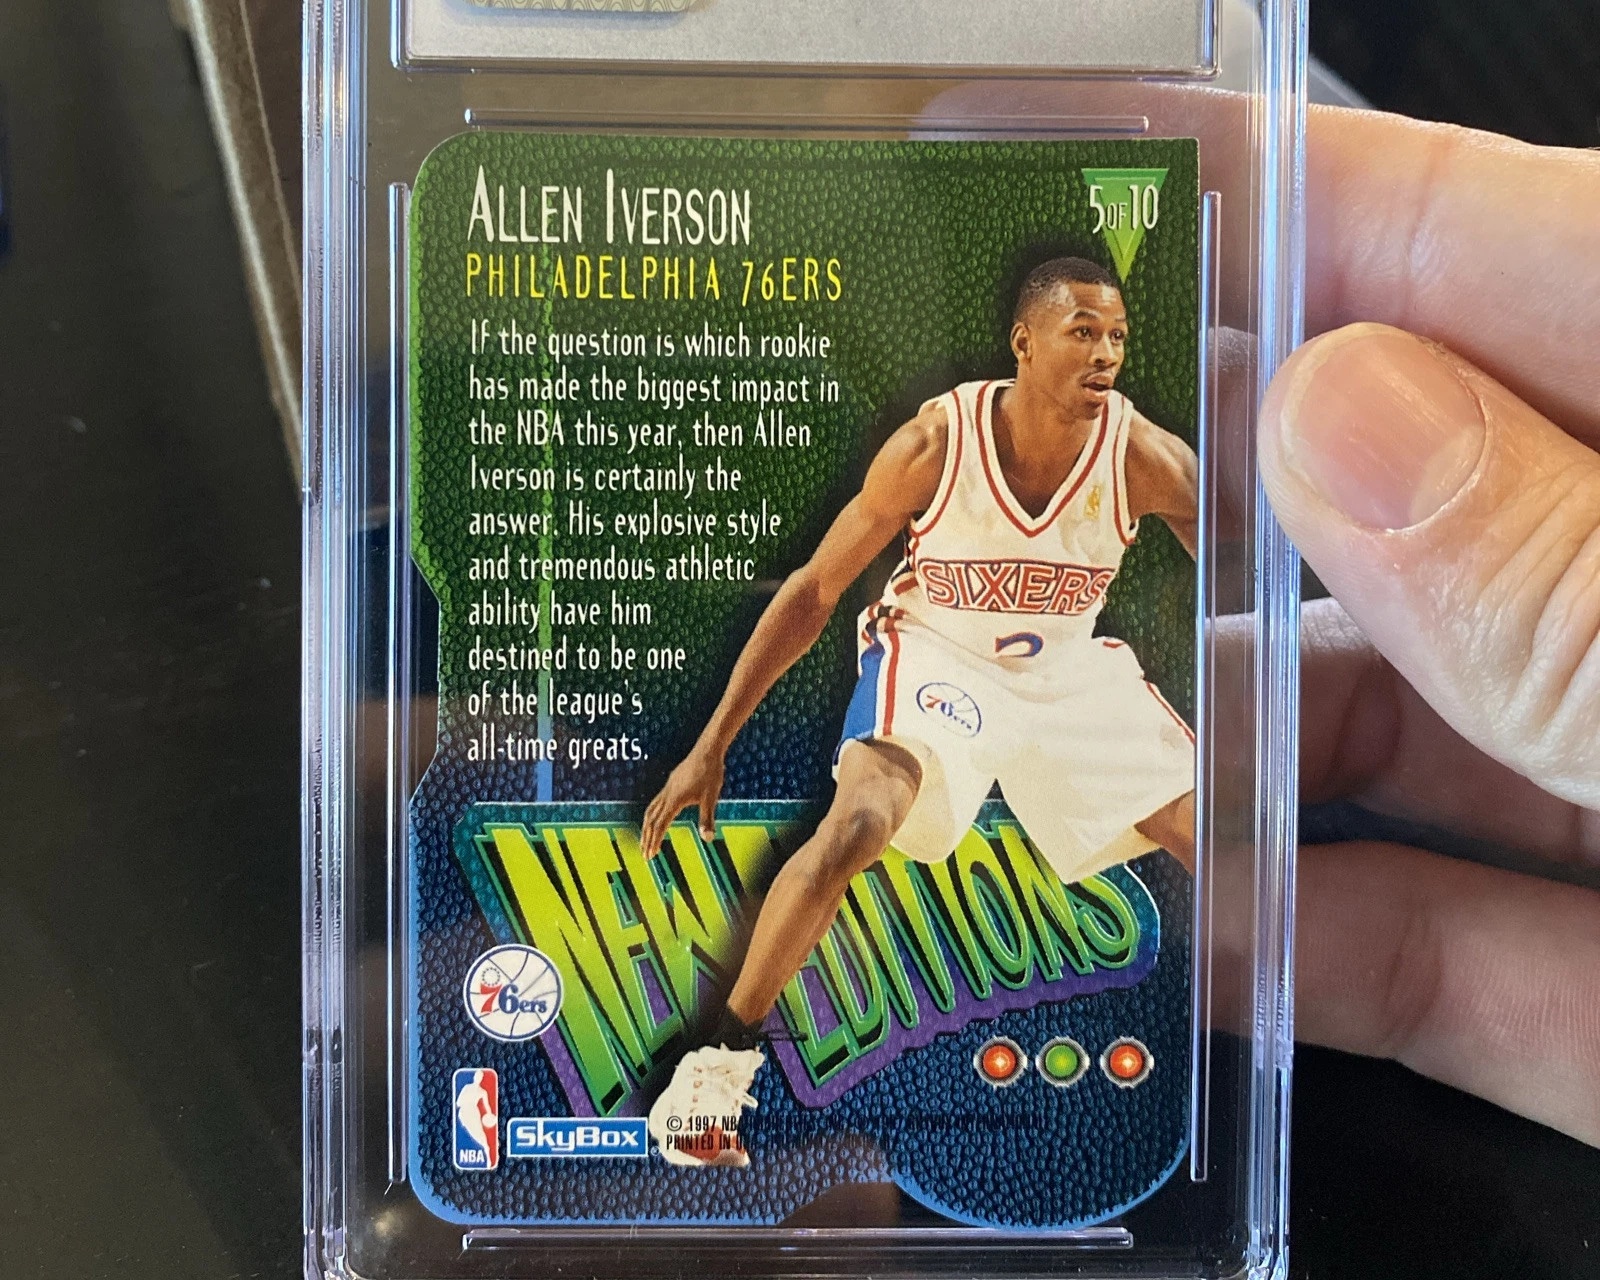 ALLEN IVERSON
5 OF 10
PHILADELPHIA 76ERS
If the question is which rookie
has made the biggest impact in
the NBA this year, then Allen
Iverson is certainly the
answer. His explosive style
and tremendous athletic
ability have him
destined to be one
of the league's
all-time greats.
SIXERS
76ers
NEW EDITIONS
76ers
NBA
SkyBox
© 1997 NBA
PRINTED IN